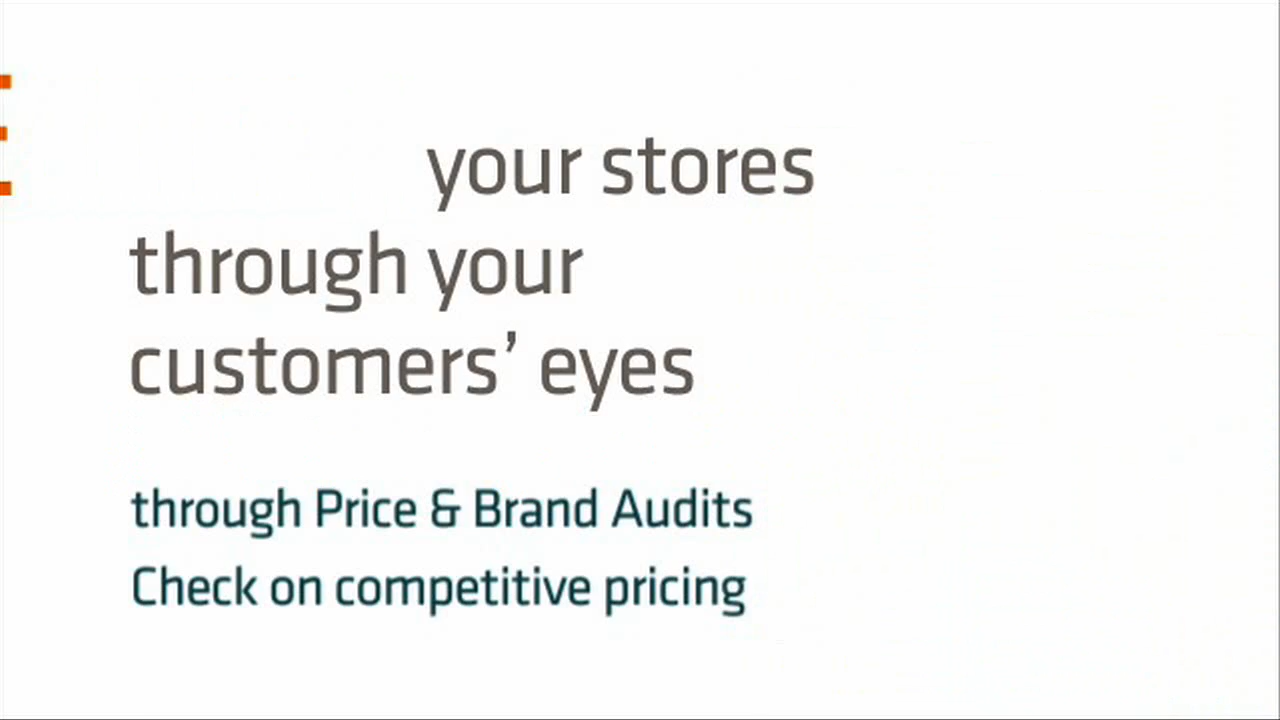 your stores
through your
customers’ eyes
through Price & Brand Audits
Check on competitive pricing